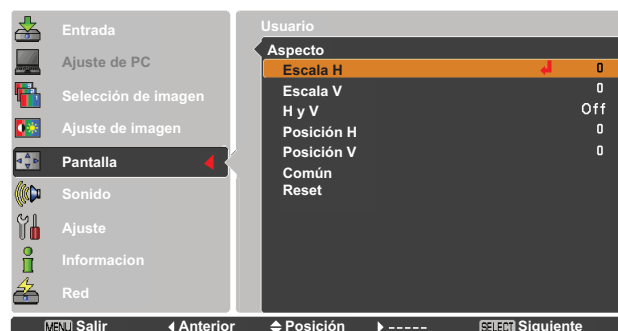 Entrada
Ajuste de PC
Selección de imagen
Ajuste de imagen
Pantalla
Sonido
Ajuste
Informacion
Red
Usuario
Aspecto
Escala H 0
Escala V 0
H y V Off
Posición H 0
Posición V 0
Común
Reset
MENU Salir Anterior Posición ----- SELECT Siguiente